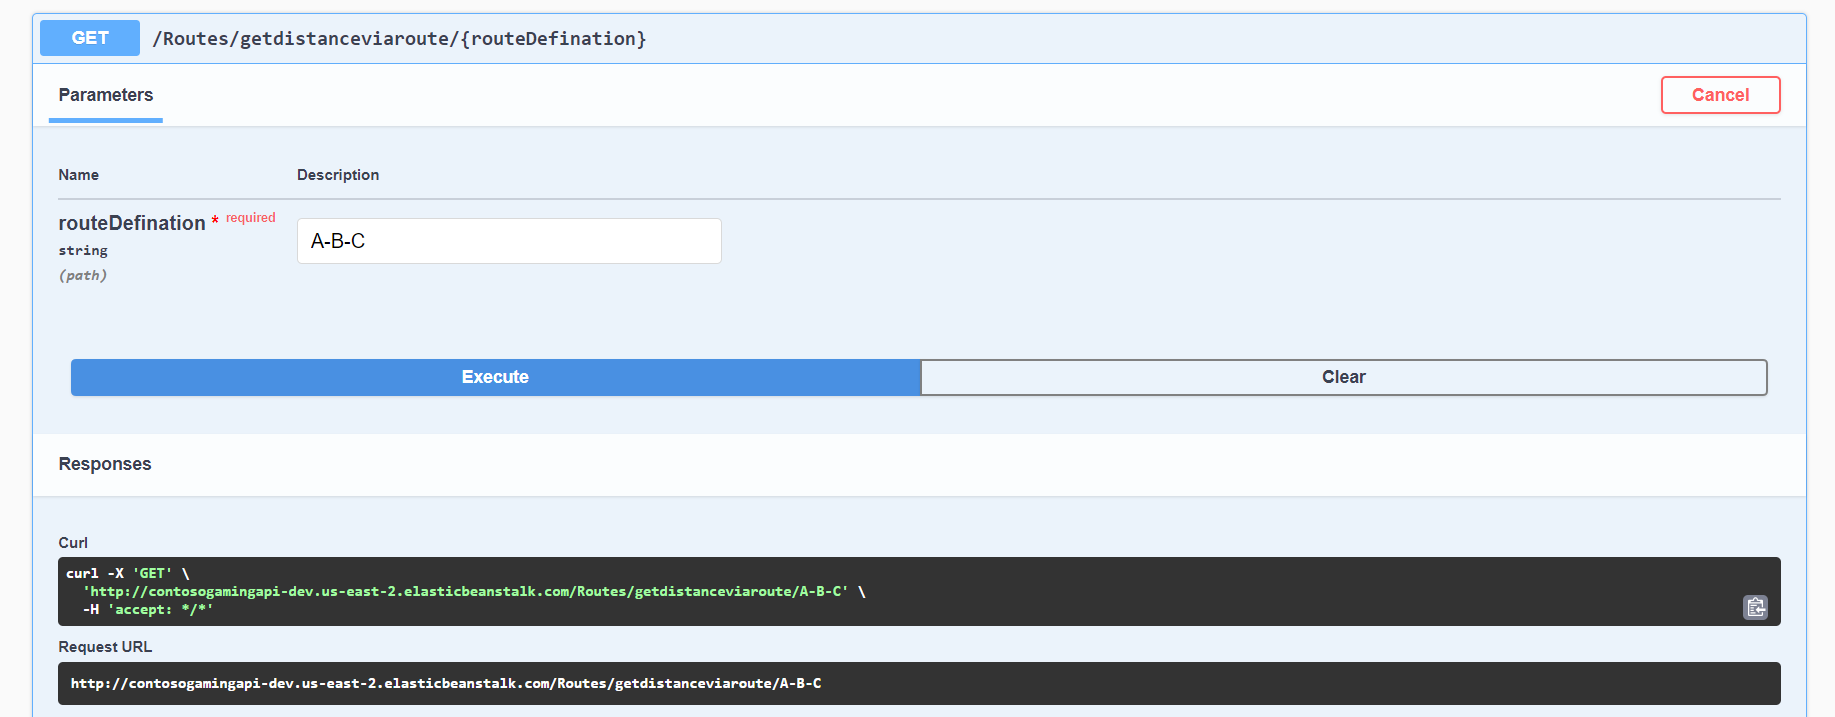 GET /Routes/getdistanceviaroute/{routeDefination}
Parameters
Cancel
Name Description
routeDefination * required
string
(path)
A-B-C
Execute
Clear
Responses
Curl
curl -X 'GET' \
'http://contosogamingapi-dev.us-east-2.elasticbeanstalk.com/Routes/getdistanceviaroute/A-B-C' \
-H 'accept: */*'
Request URL
http://contosogamingapi-dev.us-east-2.elasticbeanstalk.com/Routes/getdistanceviaroute/A-B-C